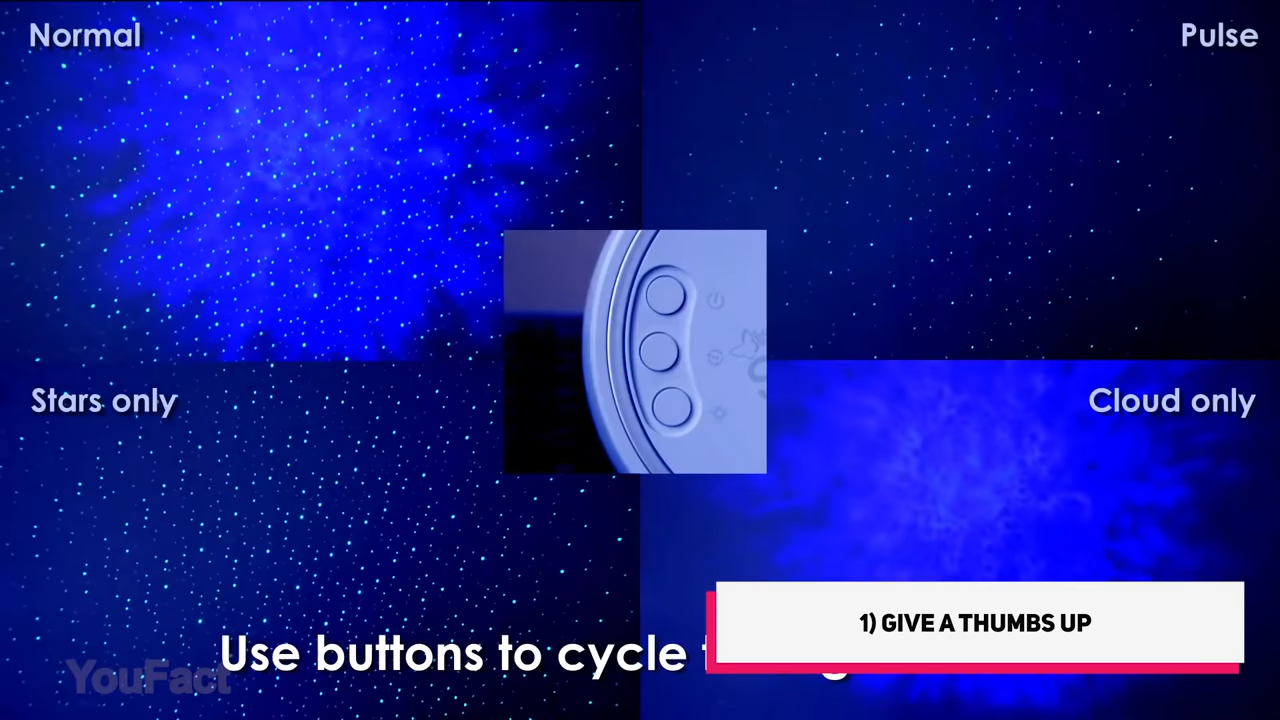 Normal
Pulse
Stars only
Cloud only
1) GIVE A THUMBS UP
Use buttons to cycle
YouFact